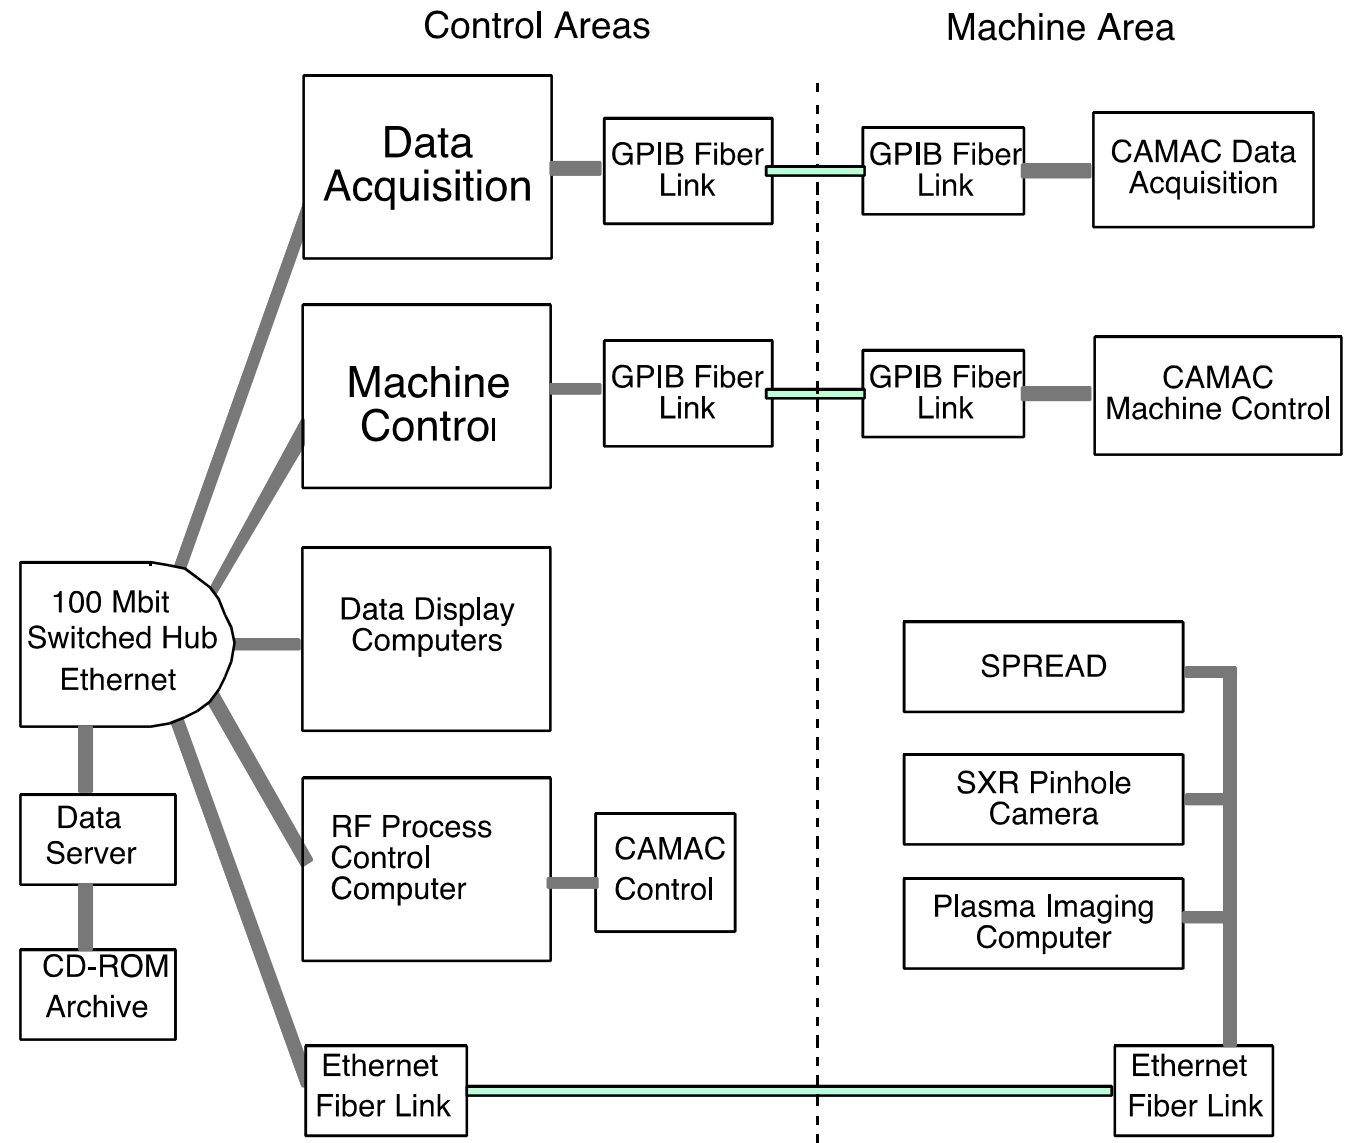 Control Areas
Machine Area
Data
Acquisition
GPIB Fiber
Link
GPIB Fiber
Link
CAMAC Data
Acquisition
Machine
Control
GPIB Fiber
Link
GPIB Fiber
Link
CAMAC
Machine Control
100 Mbit
Switched Hub
Ethernet
Data Display
Computers
SPREAD
SXR Pinhole
Camera
Data
Server
RF Process
Control
Computer
CAMAC
Control
Plasma Imaging
Computer
CD-ROM
Archive
Ethernet
Fiber Link
Ethernet
Fiber Link